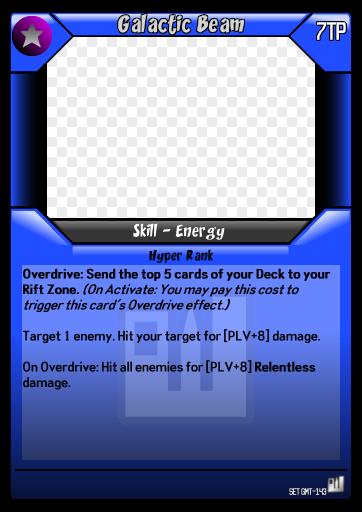 Galactic Beam
7TP
Skill - Energy
Hyper Rank
Overdrive: Send the top 5 cards of your Deck to your
Rift Zone. (On Activate: You may pay this cost to
trigger this card's Overdrive effect.)
Target 1 enemy. Hit your target for [PLV+8] damage.
On Overdrive: Hit all enemies for [PLV+8] Relentless
damage.
SET GMT-143